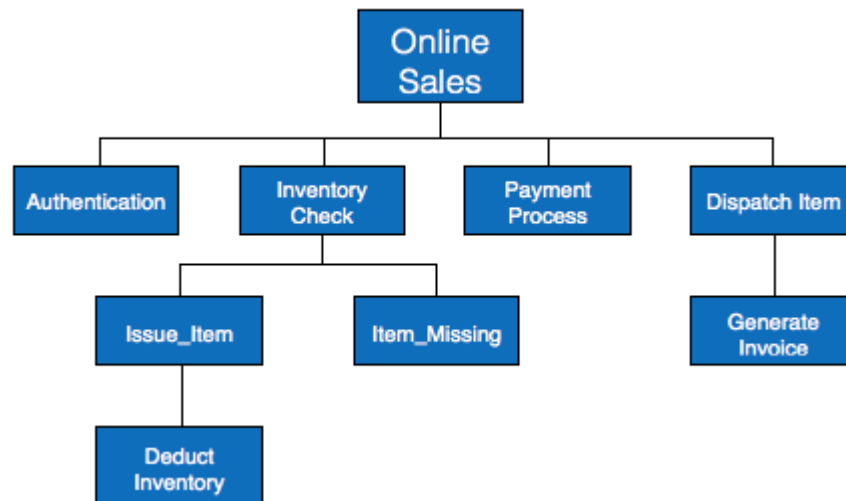 Online
Sales
Authentication
Inventory
Check
Payment
Process
Dispatch Item
Issue_Item
Item_Missing
Generate
Invoice
Deduct
Inventory